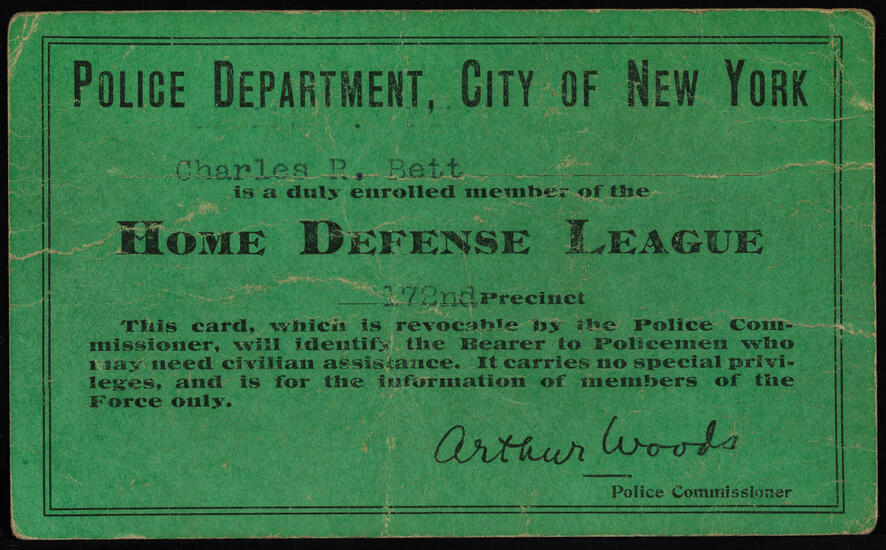 POLICE DEPARTMENT, CITY OF NEW YORK
Charles R. Bett
is a duly enrolled member of the
HOME DEFENSE LEAGUE
172nd Precinct
This card, which is revocable by the Police Com-
missioner, will identify the Bearer to Policemen who
may need civilian assistance. It carries no special privi-
leges, and is for the information of members of the
Force only.
Arthur Woods
Police Commissioner